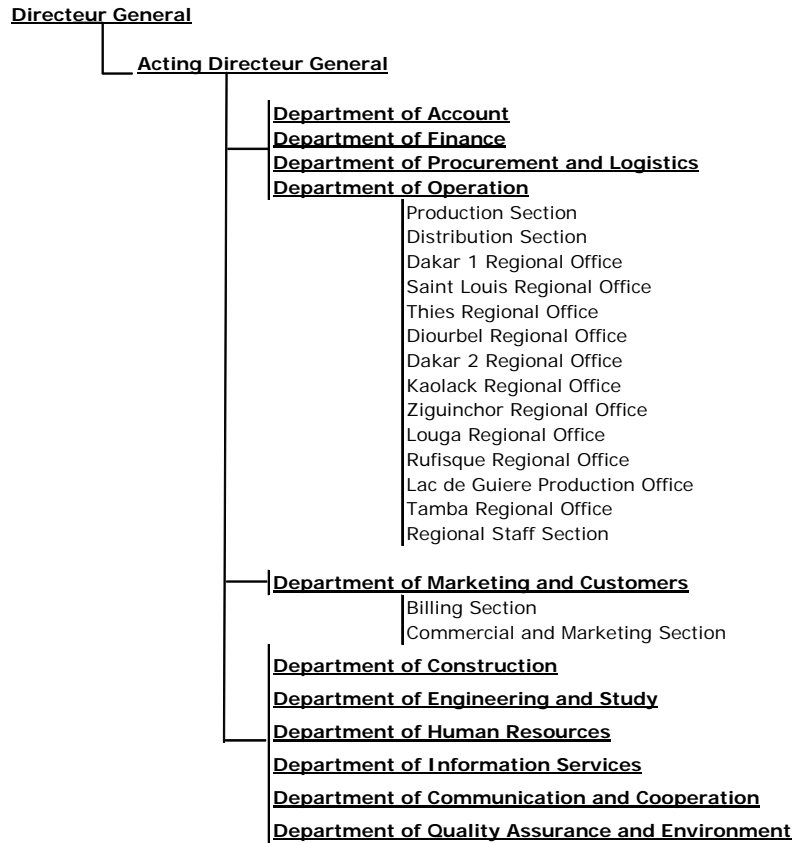 Directeur General
Acting Directeur General
Department of Account
Department of Finance
Department of Procurement and Logistics
Department of Operation
Production Section
Distribution Section
Dakar 1 Regional Office
Saint Louis Regional Office
Thies Regional Office
Diourbel Regional Office
Dakar 2 Regional Office
Kaolack Regional Office
Ziguinchor Regional Office
Louga Regional Office
Rufisque Regional Office
Lac de Guiere Production Office
Tamba Regional Office
Regional Staff Section
Department of Marketing and Customers
Billing Section
Commercial and Marketing Section
Department of Construction
Department of Engineering and Study
Department of Human Resources
Department of Information Services
Department of Communication and Cooperation
Department of Quality Assurance and Environment